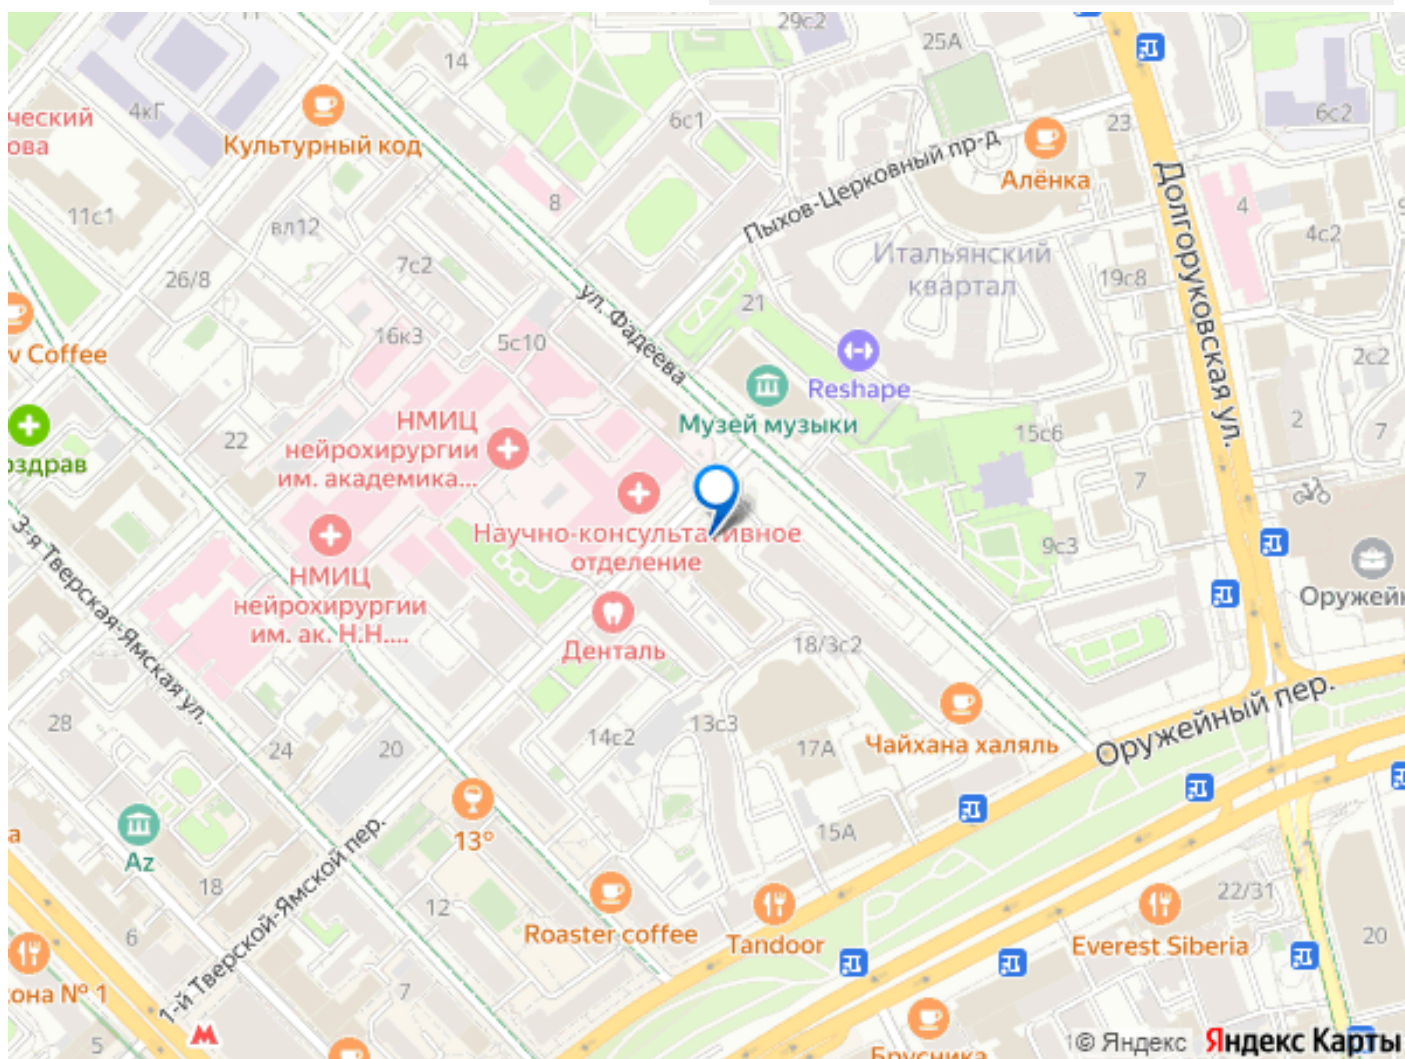 29с2
25А
14
4кГ
6с1
6с2
23
ческий
ова
Культурный код
Пыхов-Церковный пр-д
Алёнка
Долгоруковская ул.
8
4
11с1
вл12
4с2
Итальянский
квартал
7с2
26/8
19с8
ул. Фадеева
21
16к3
5с10
v Coffee
2с2
Reshape
Музей музыки
НМИЦ
нейрохирургии
им. академика...
22
15с6
2
7
рздрав
7
Научно-консультативное
отделение
3-я Тверская-Ямская ул.
9с3
НМИЦ
нейрохирургии
им. ак. Н.Н....
Оружейн
Денталь
18/3с2
Оружейный пер.
28
24
20
14с2
13с3
17А
Чайхана халяль
13°
15А
а
Az
1-й Тверской-Ямской пер.
18
12
22/31
6
Roaster coffee
Tandoor
Everest Siberia
20
она № 1
7
5
Брусника
© Яндекс Яндекс Карты